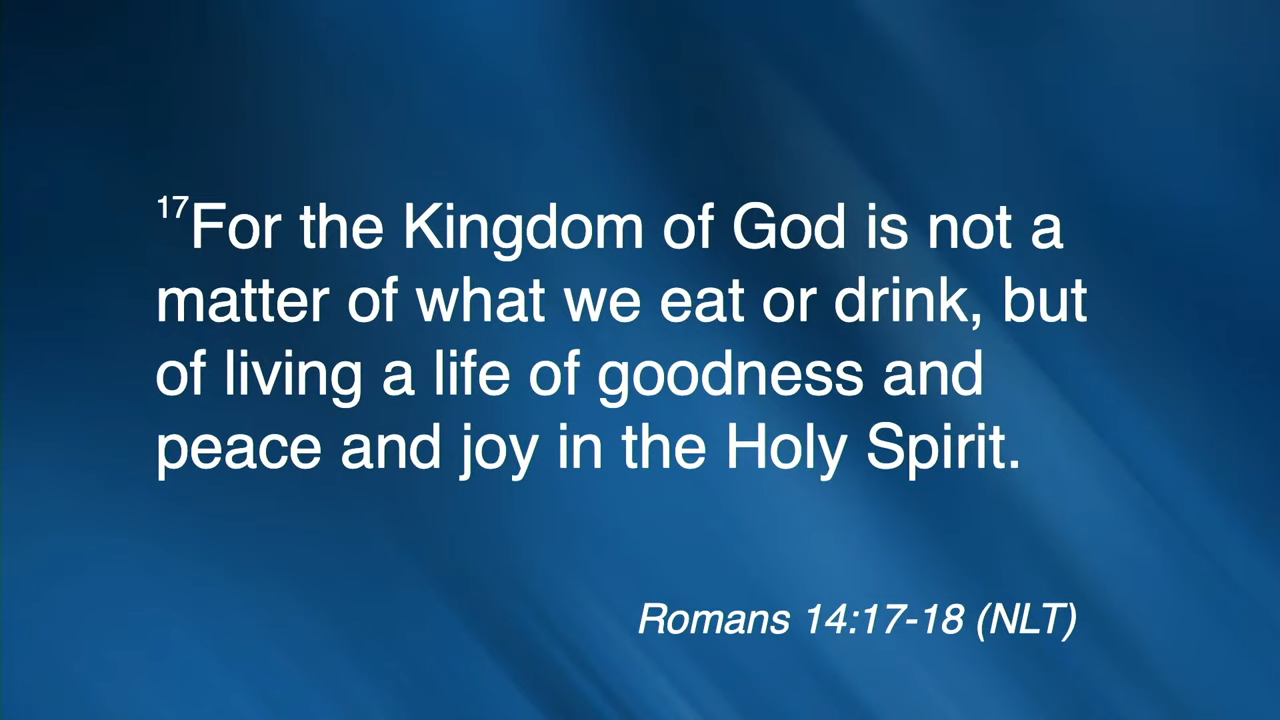 17For the Kingdom of God is not a
matter of what we eat or drink, but
of living a life of goodness and
peace and joy in the Holy Spirit.
Romans 14:17-18 (NLT)